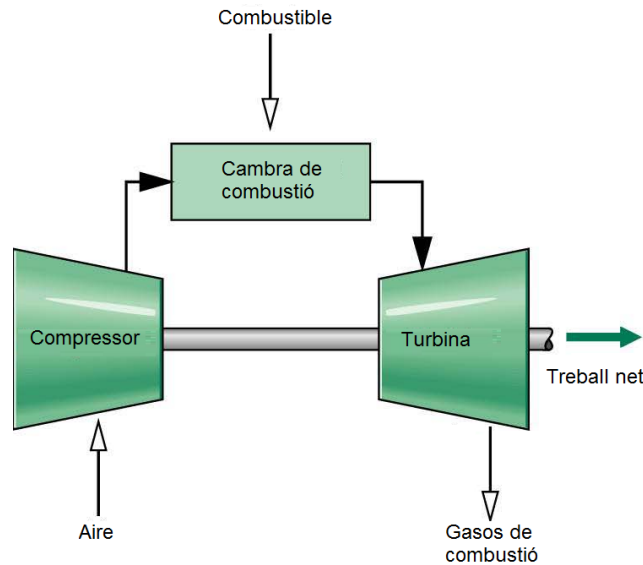 Combustible
Cambra de
combustió
Compressor
Turbina
Treball net
Aire
Gasos de
combustió